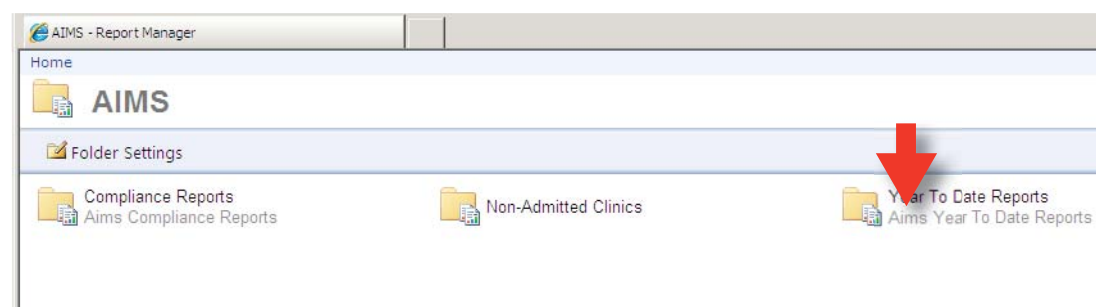 AIMS - Report Manager
Home
AIMS
Folder Settings
Compliance Reports
Aims Compliance Reports
Non-Admitted Clinics
Year To Date Reports
Aims Year To Date Reports